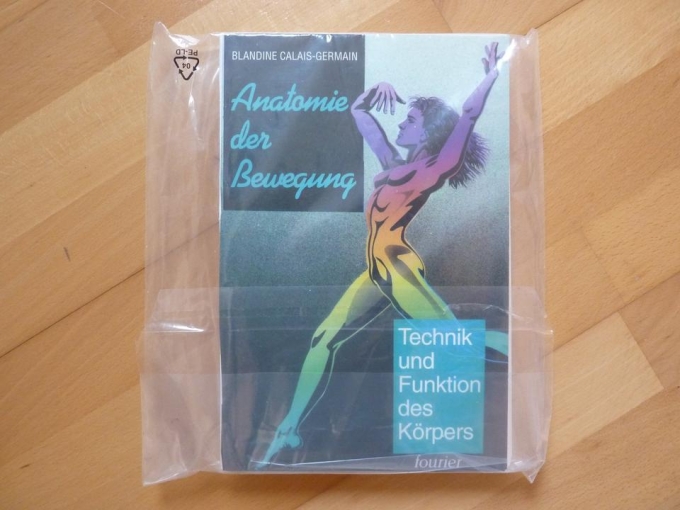 BLANDINE CALAIS-GERMAIN
Anatomie
der
Bewegung
Technik
und
Funktion
des
Körpers
fourier
04
PE-LD